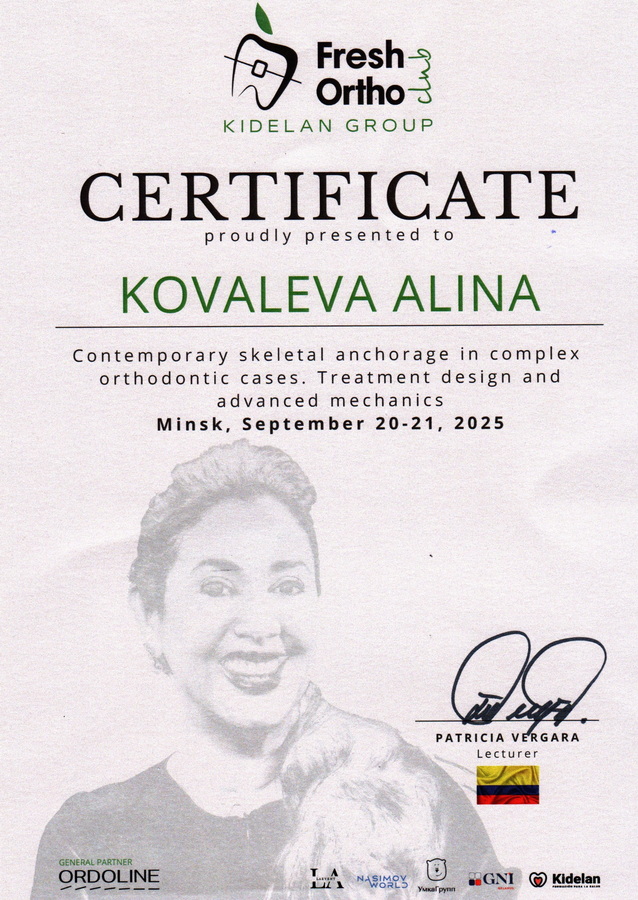 Fresh
Ortho club
KIDELAN GROUP
CERTIFICATE
proudly presented to
KOVALEVA ALINA
Contemporary skeletal anchorage in complex
orthodontic cases. Treatment design and
advanced mechanics
Minsk, September 20-21, 2025
PATRICIA VERGARA
Lecturer
GENERAL PARTNER
ORDOLINE
LA
NASIMOV
WORLD
УмкаГрупп
GNI
Kidelan